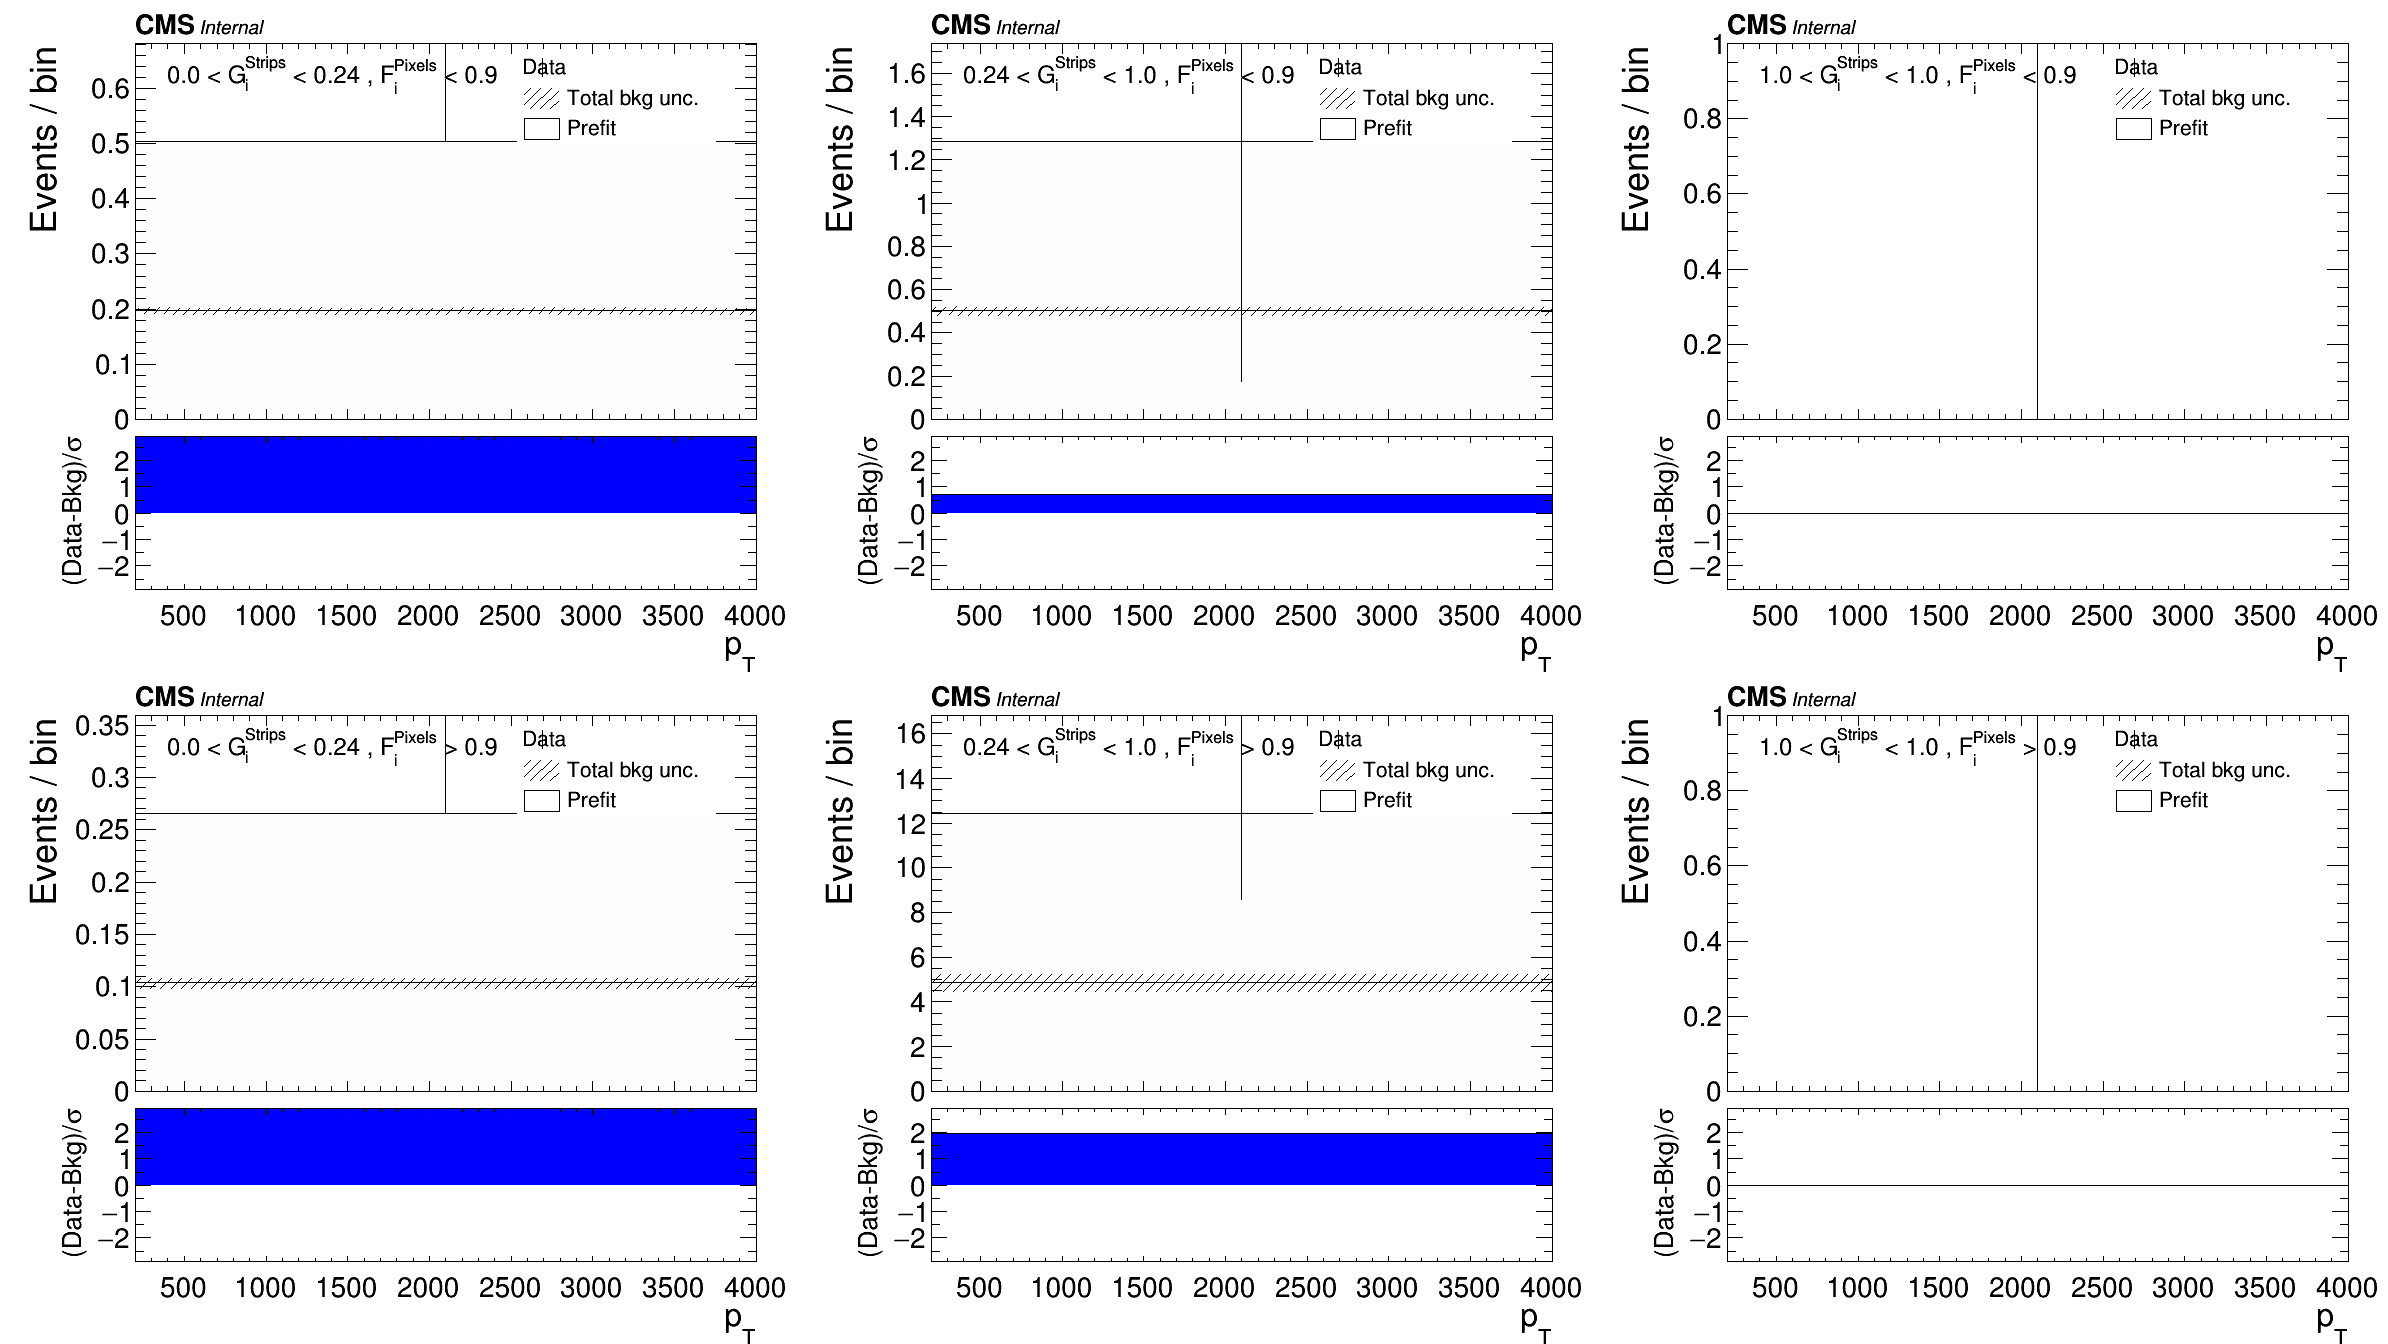 CMS Internal
Events / bin
0.0 < G_i^Strips < 0.24 , F_i^Pixels < 0.9
Data
Total bkg unc.
Prefit
0.6
0.5
0.4
0.3
0.2
0.1
0
(Data-Bkg)/σ
2
1
0
−1
−2
500 1000 1500 2000 2500 3000 3500 4000
p_T
CMS Internal
Events / bin
0.24 < G_i^Strips < 1.0 , F_i^Pixels < 0.9
Data
Total bkg unc.
Prefit
1.6
1.4
1.2
1
0.8
0.6
0.4
0.2
0
(Data-Bkg)/σ
2
1
0
−1
−2
500 1000 1500 2000 2500 3000 3500 4000
p_T
CMS Internal
Events / bin
1.0 < G_i^Strips < 1.0 , F_i^Pixels < 0.9
Data
Total bkg unc.
Prefit
1
0.8
0.6
0.4
0.2
0
(Data-Bkg)/σ
2
1
0
−1
−2
500 1000 1500 2000 2500 3000 3500 4000
p_T
CMS Internal
Events / bin
0.0 < G_i^Strips < 0.24 , F_i^Pixels > 0.9
Data
Total bkg unc.
Prefit
0.35
0.3
0.25
0.2
0.15
0.1
0.05
0
(Data-Bkg)/σ
2
1
0
−1
−2
500 1000 1500 2000 2500 3000 3500 4000
p_T
CMS Internal
Events / bin
0.24 < G_i^Strips < 1.0 , F_i^Pixels > 0.9
Data
Total bkg unc.
Prefit
16
14
12
10
8
6
4
2
0
(Data-Bkg)/σ
2
1
0
−1
−2
500 1000 1500 2000 2500 3000 3500 4000
p_T
CMS Internal
Events / bin
1.0 < G_i^Strips < 1.0 , F_i^Pixels > 0.9
Data
Total bkg unc.
Prefit
1
0.8
0.6
0.4
0.2
0
(Data-Bkg)/σ
2
1
0
−1
−2
500 1000 1500 2000 2500 3000 3500 4000
p_T